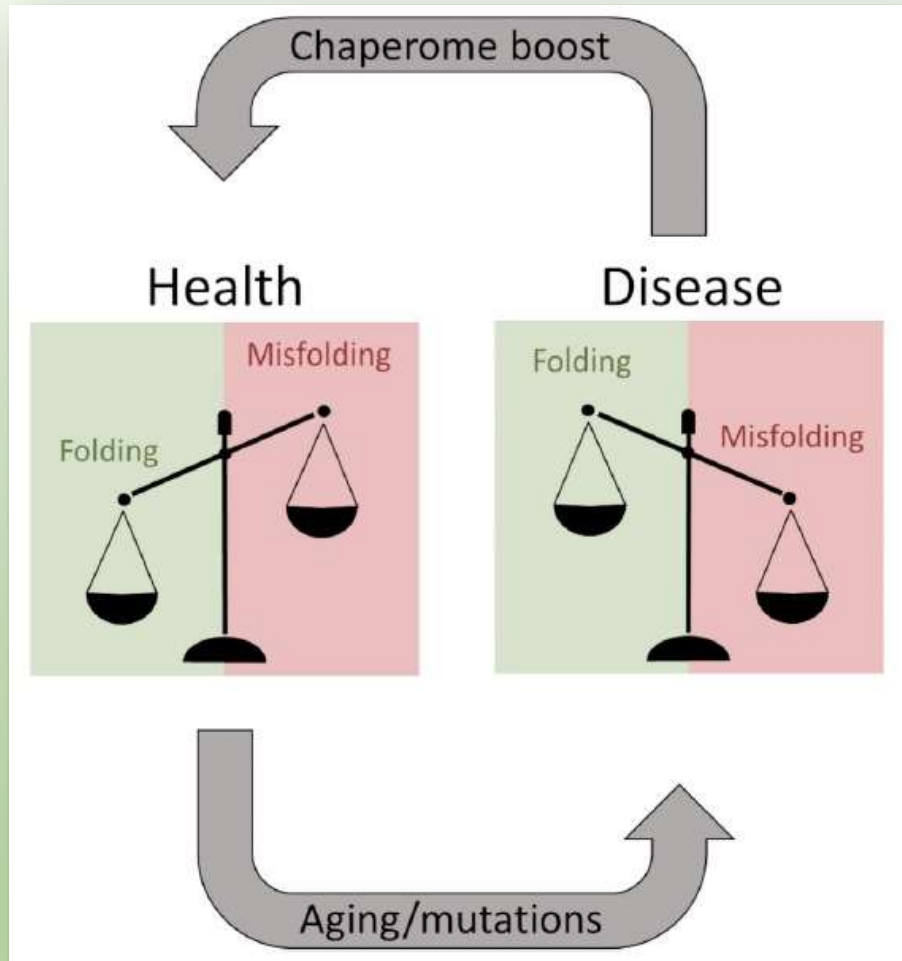 Chaperome boost
Health
Disease
Misfolding
Folding
Folding
Misfolding
Aging/mutations